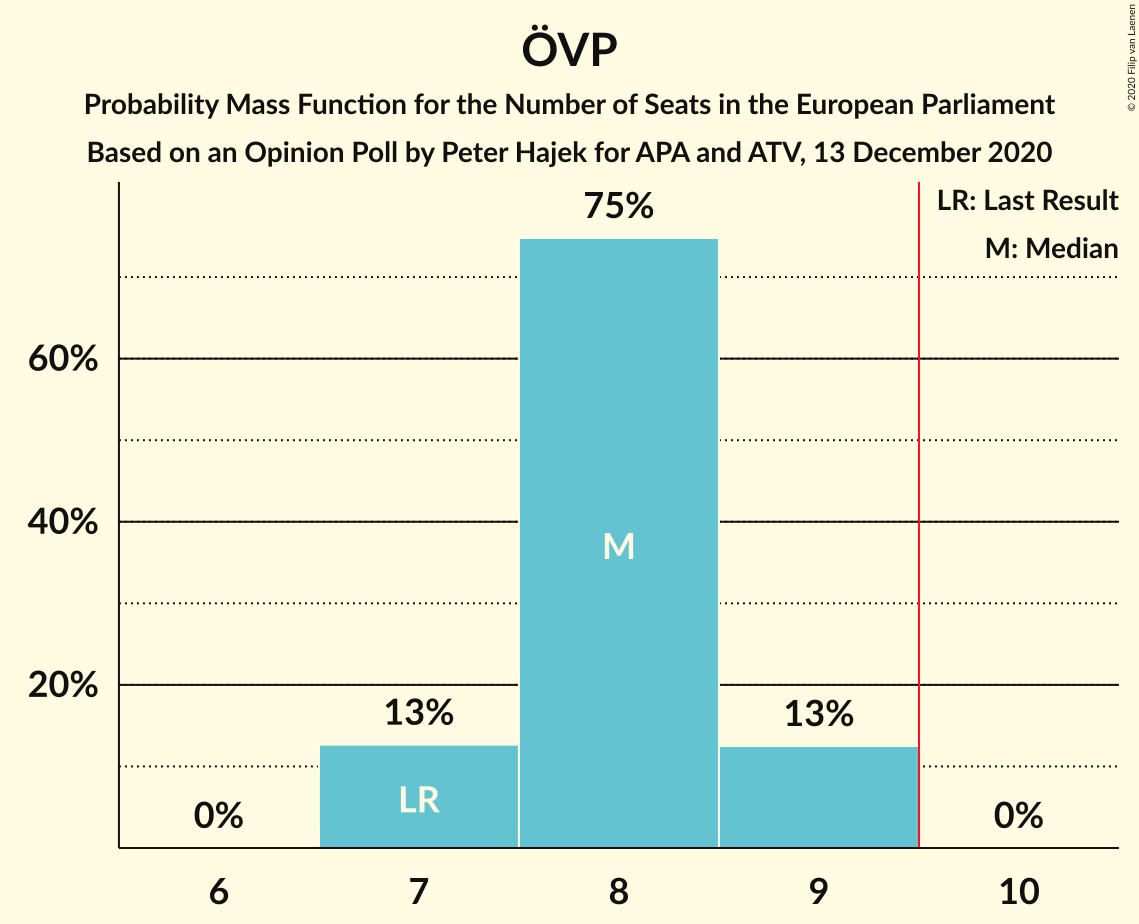 ÖVP
Probability Mass Function for the Number of Seats in the European Parliament
Based on an Opinion Poll by Peter Hajek for APA and ATV, 13 December 2020
© 2020 Filip van Laenen
LR: Last Result
M: Median
75%
60%
40%
20%
M
13%
13%
LR
0%
0%
6
7
8
9
10